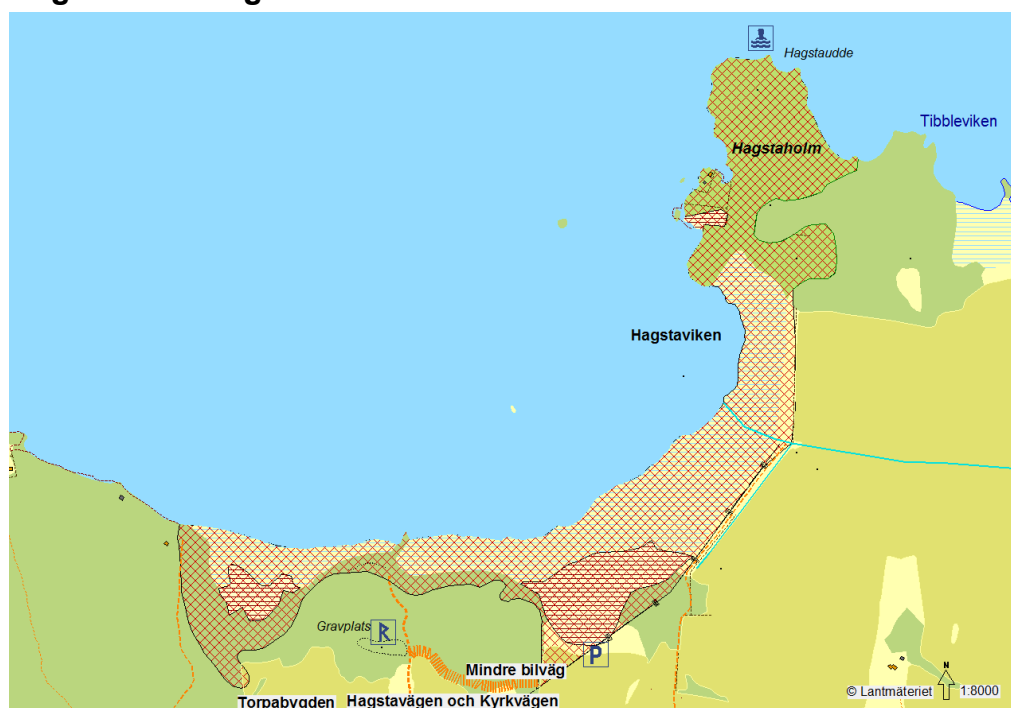 Hagstaudde
Tibbleviken
Hagstaholm
Hagstaviken
Gravplats
R
P
Mindre bilväg
Torpabygden
Hagstavägen och Kyrkvägen
N
© Lantmäteriet
1:8000